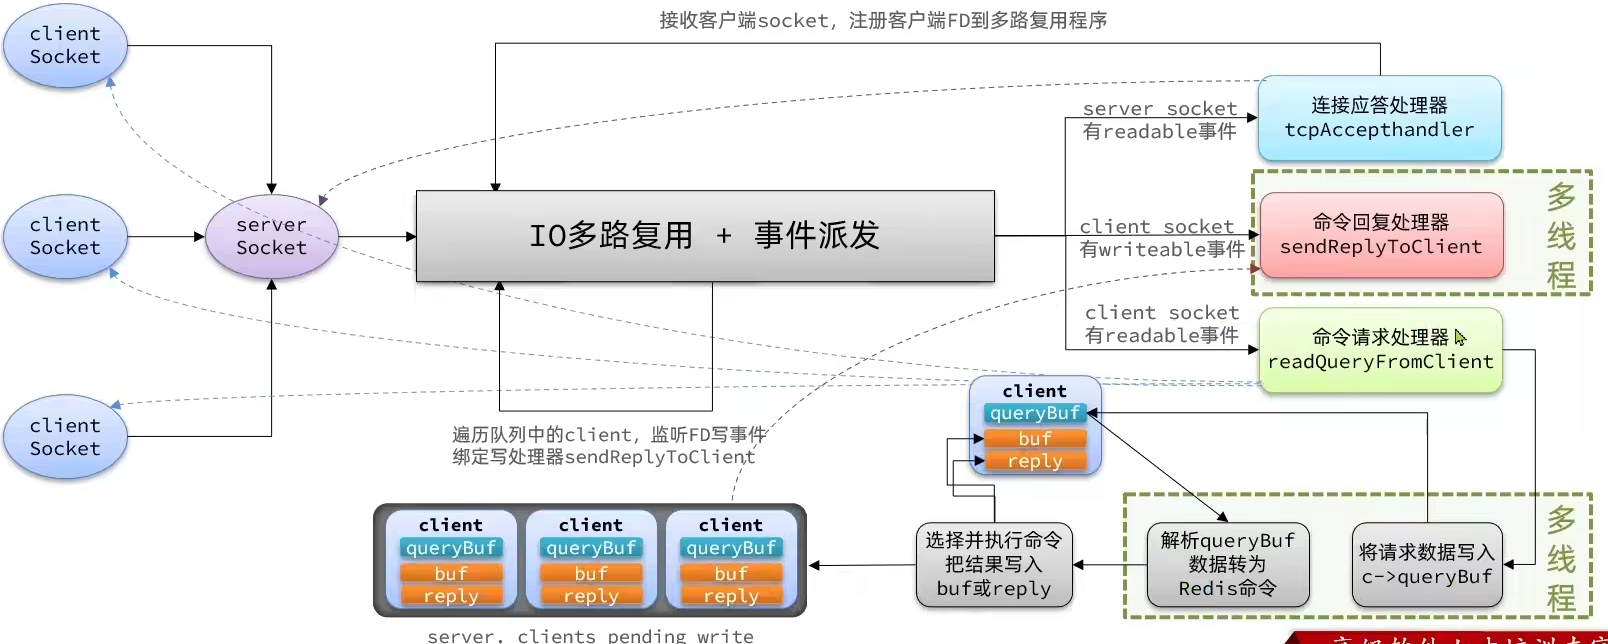 接收客户端socket，注册客户端FD到多路复用程序
client
Socket
连接应答处理器
tcpAccepthandler
server socket
有readable事件
多
线
程
命令回复处理器
sendReplyToClient
client
Socket
server
Socket
IO多路复用 + 事件派发
client socket
有writeable事件
client socket
有readable事件
命令请求处理器
readQueryFromClient
client
queryBuf
buf
reply
client
Socket
遍历队列中的client，监听FD写事件
绑定写处理器sendReplyToClient
client
queryBuf
buf
reply
client
queryBuf
buf
reply
client
queryBuf
buf
reply
选择并执行命令
把结果写入
buf或reply
解析queryBuf
数据转为
Redis命令
将请求数据写入
c->queryBuf
多
线
程
server. clients pending write